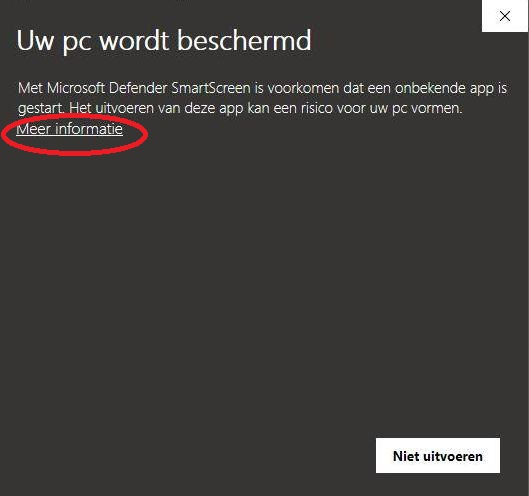 Uw pc wordt beschermd
Met Microsoft Defender SmartScreen is voorkomen dat een onbekende app is
gestart. Het uitvoeren van deze app kan een risico voor uw pc vormen.
Meer informatie
Niet uitvoeren